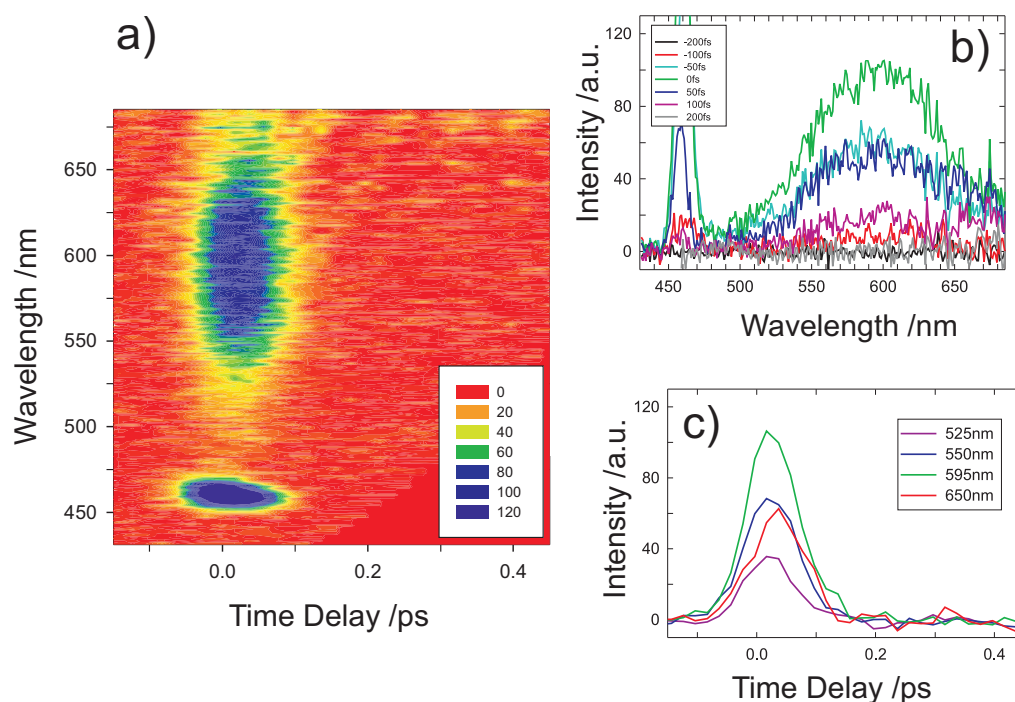 a)
Wavelength /nm
650
600
550
500
450
0
20
40
60
80
100
120
0.0
0.2
0.4
Time Delay /ps
b)
Intensity /a.u.
120
80
40
0
-200fs
-100fs
-50fs
0fs
50fs
100fs
200fs
450
500
550
600
650
Wavelength /nm
c)
Intensity /a.u.
120
80
40
0
525nm
550nm
595nm
650nm
0.0
0.2
0.4
Time Delay /ps